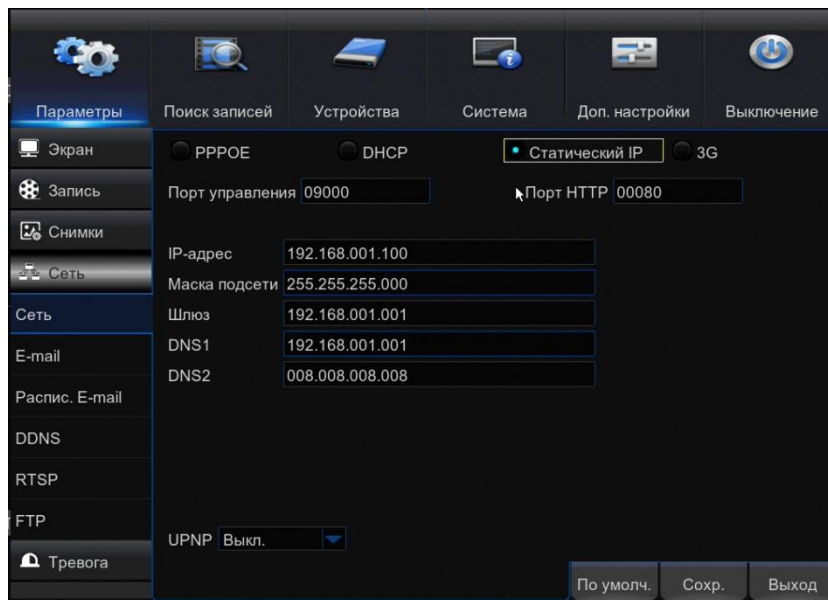 Параметры
Поиск записей
Устройства
Система
Доп. настройки
Выключение
Экран
Запись
Снимки
Сеть
Сеть
E-mail
Распис. E-mail
DDNS
RTSP
FTP
Тревога
PPPOE
DHCP
Статический IP
3G
Порт управления 09000
Порт HTTP 00080
IP-адрес 192.168.001.100
Маска подсети 255.255.255.000
Шлюз 192.168.001.001
DNS1 192.168.001.001
DNS2 008.008.008.008
UPNP Выкл.
По умолч.
Сохр.
Выход